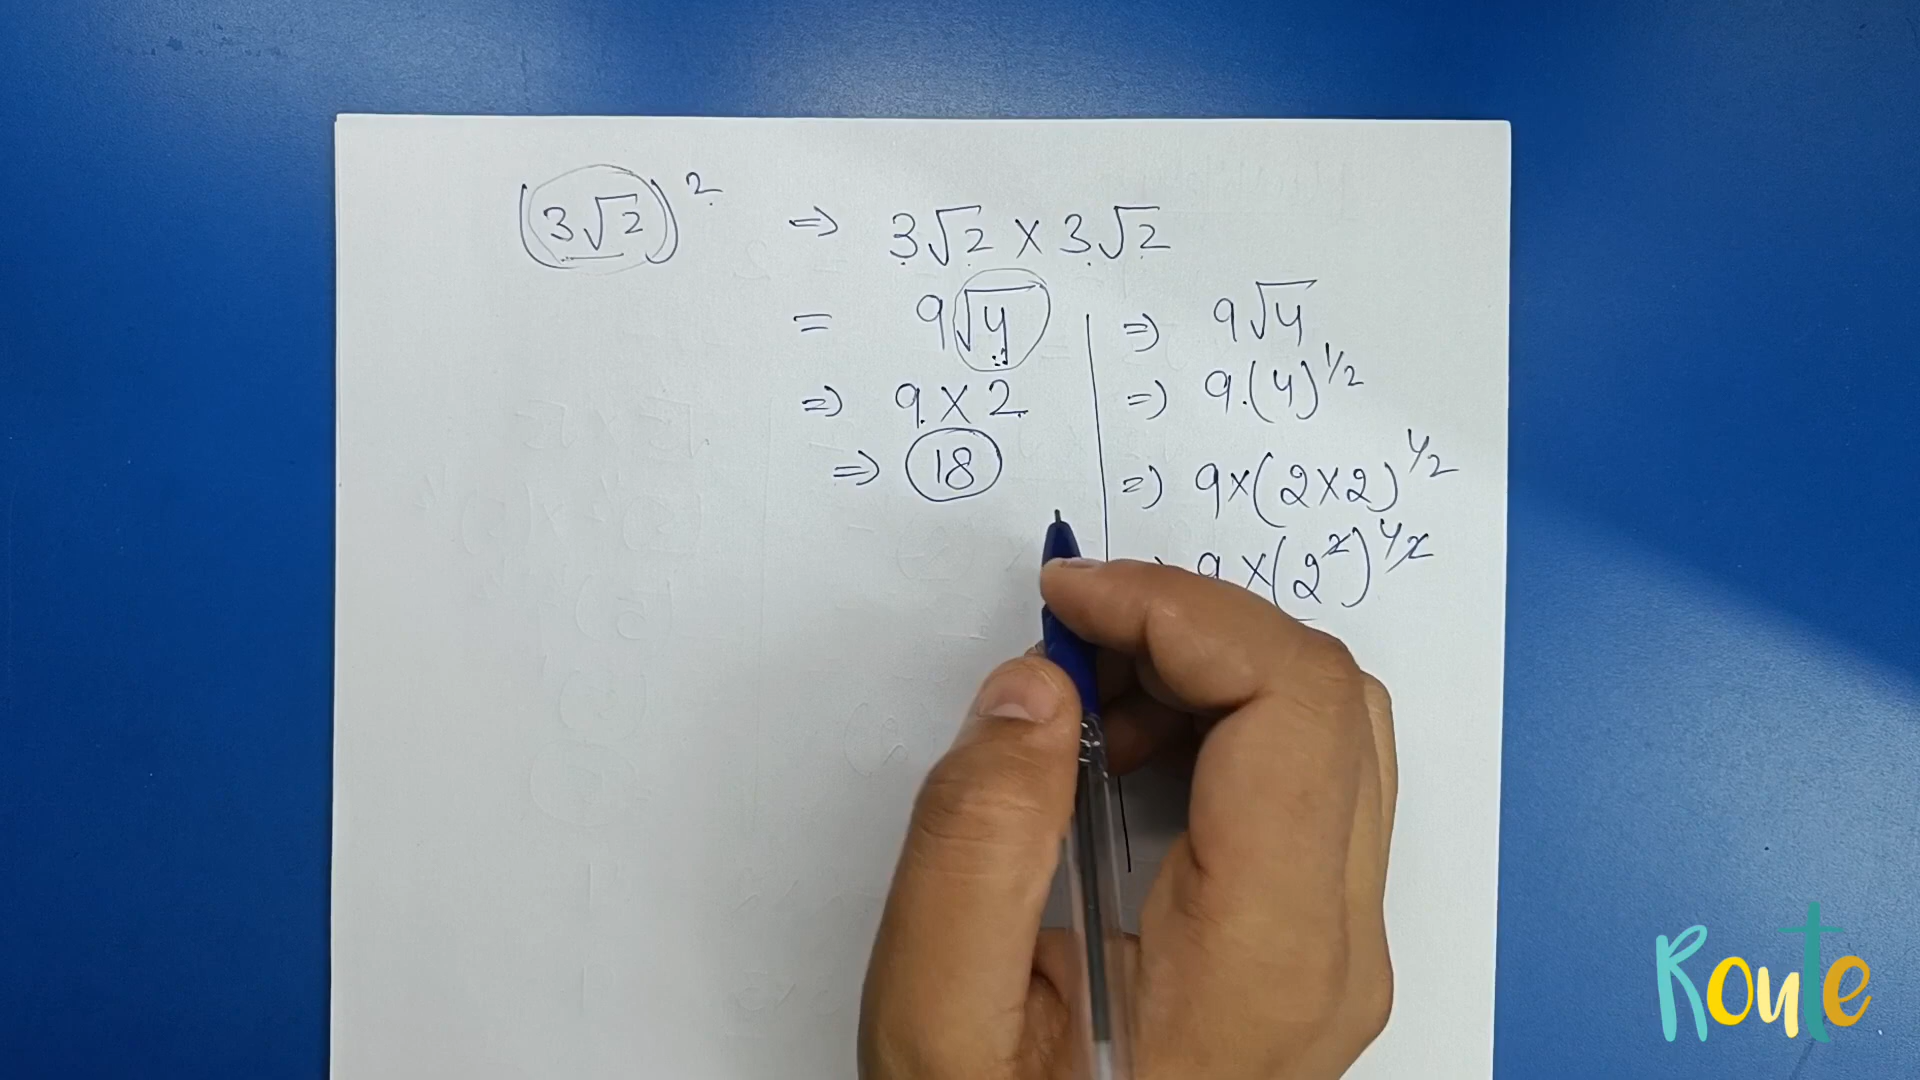 (3√2)² ⇒ 3√2 × 3√2
= 9√4
⇒ 9 × 2
⇒ 18
⇒ 9√4
⇒ 9.(4)^1/2
⇒ 9×(2×2)^1/2
9×(2²)^1/2
Route